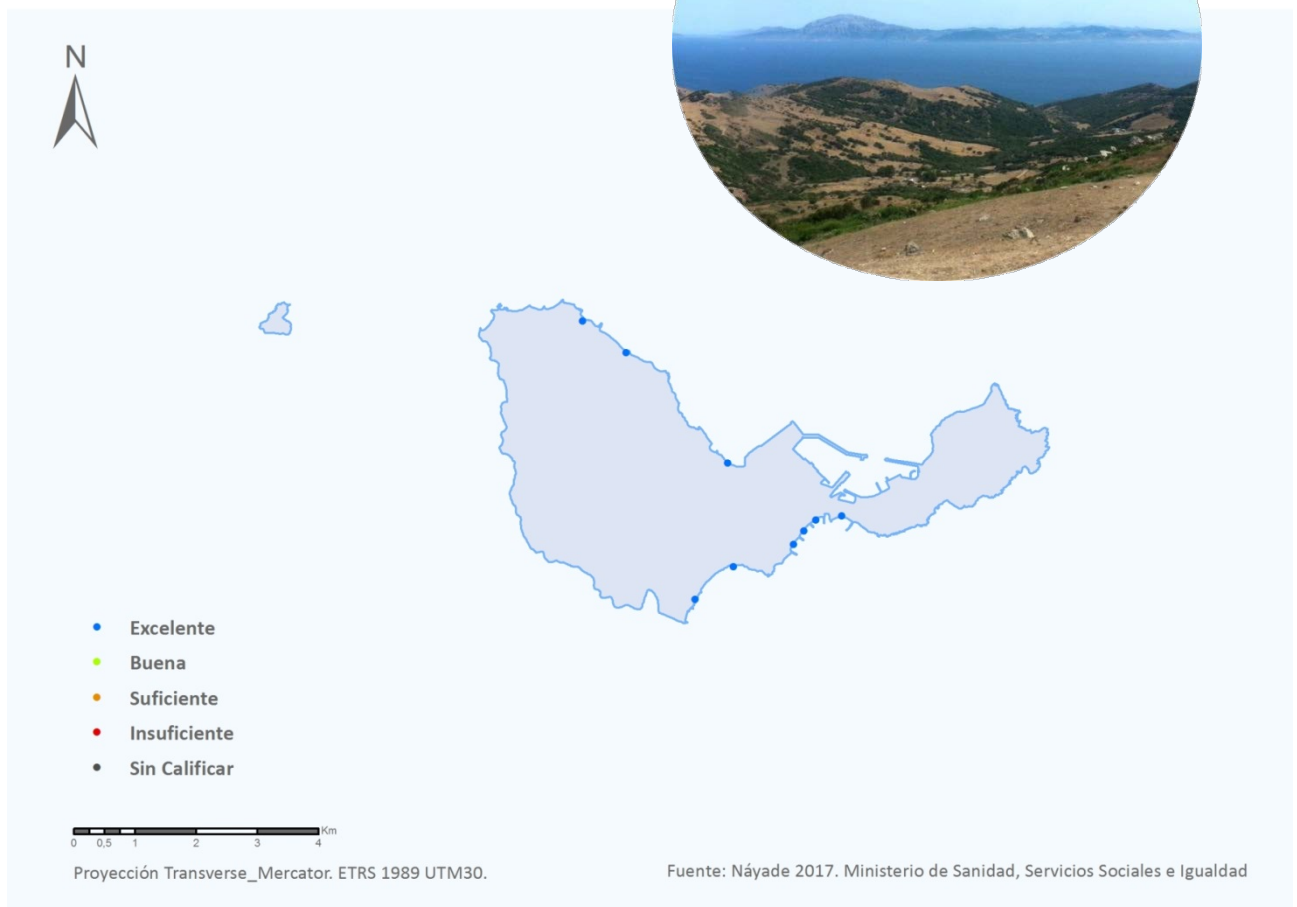 N
Excelente
Buena
Suficiente
Insuficiente
Sin Calificar
Km
0 0,5 1 2 3 4
Proyección Transverse_Mercator. ETRS 1989 UTM30.
Fuente: Náyade 2017. Ministerio de Sanidad, Servicios Sociales e Igualdad